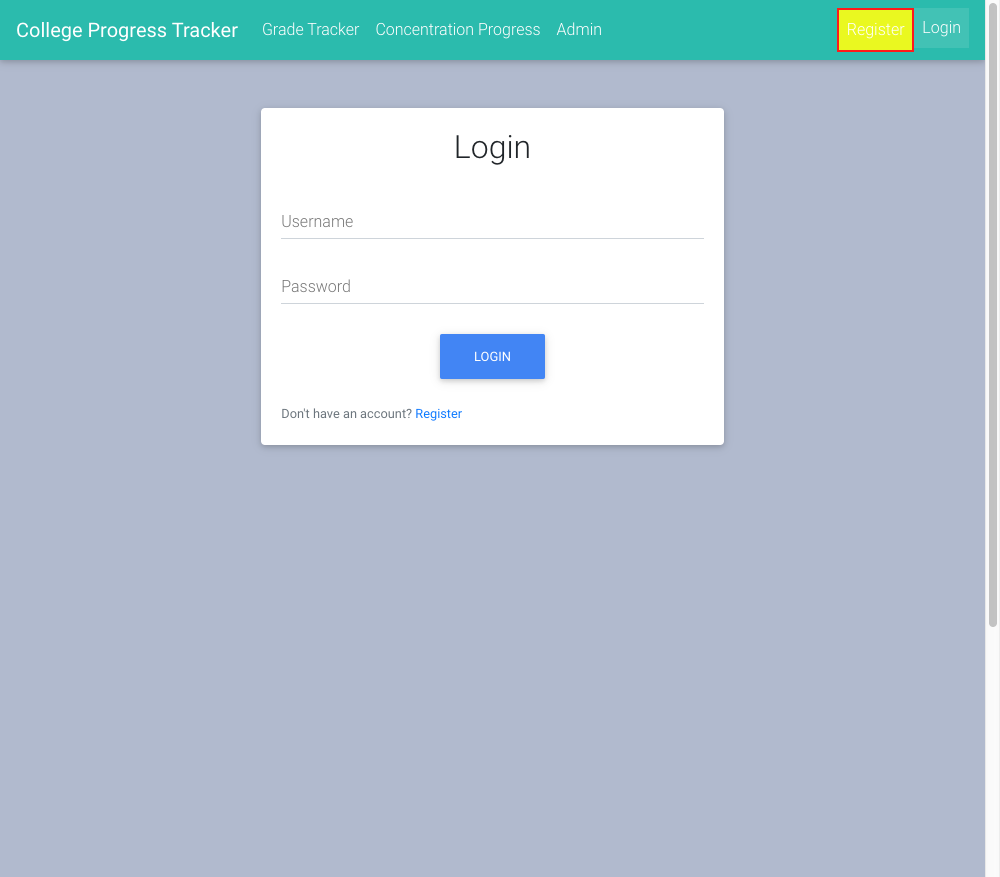 College Progress Tracker Grade Tracker Concentration Progress Admin Register Login
Login
Username
Password
LOGIN
Don't have an account? Register